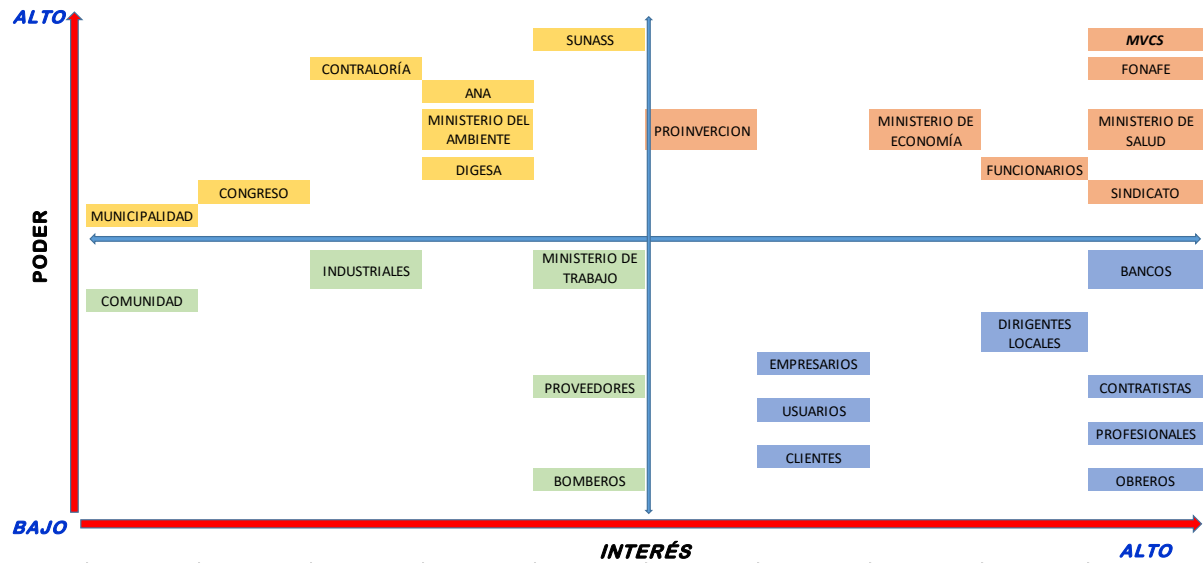 ALTO
SUNASS
MVCS
CONTRALORÍA
FONAFE
ANA
MINISTERIO DEL
AMBIENTE
PROINVERCION
MINISTERIO DE
ECONOMÍA
MINISTERIO DE
SALUD
DIGESA
FUNCIONARIOS
CONGRESO
SINDICATO
MUNICIPALIDAD
PODER
INDUSTRIALES
MINISTERIO DE
TRABAJO
BANCOS
COMUNIDAD
DIRIGENTES
LOCALES
EMPRESARIOS
PROVEEDORES
CONTRATISTAS
USUARIOS
PROFESIONALES
CLIENTES
BOMBEROS
OBREROS
BAJO
INTERÉS
ALTO